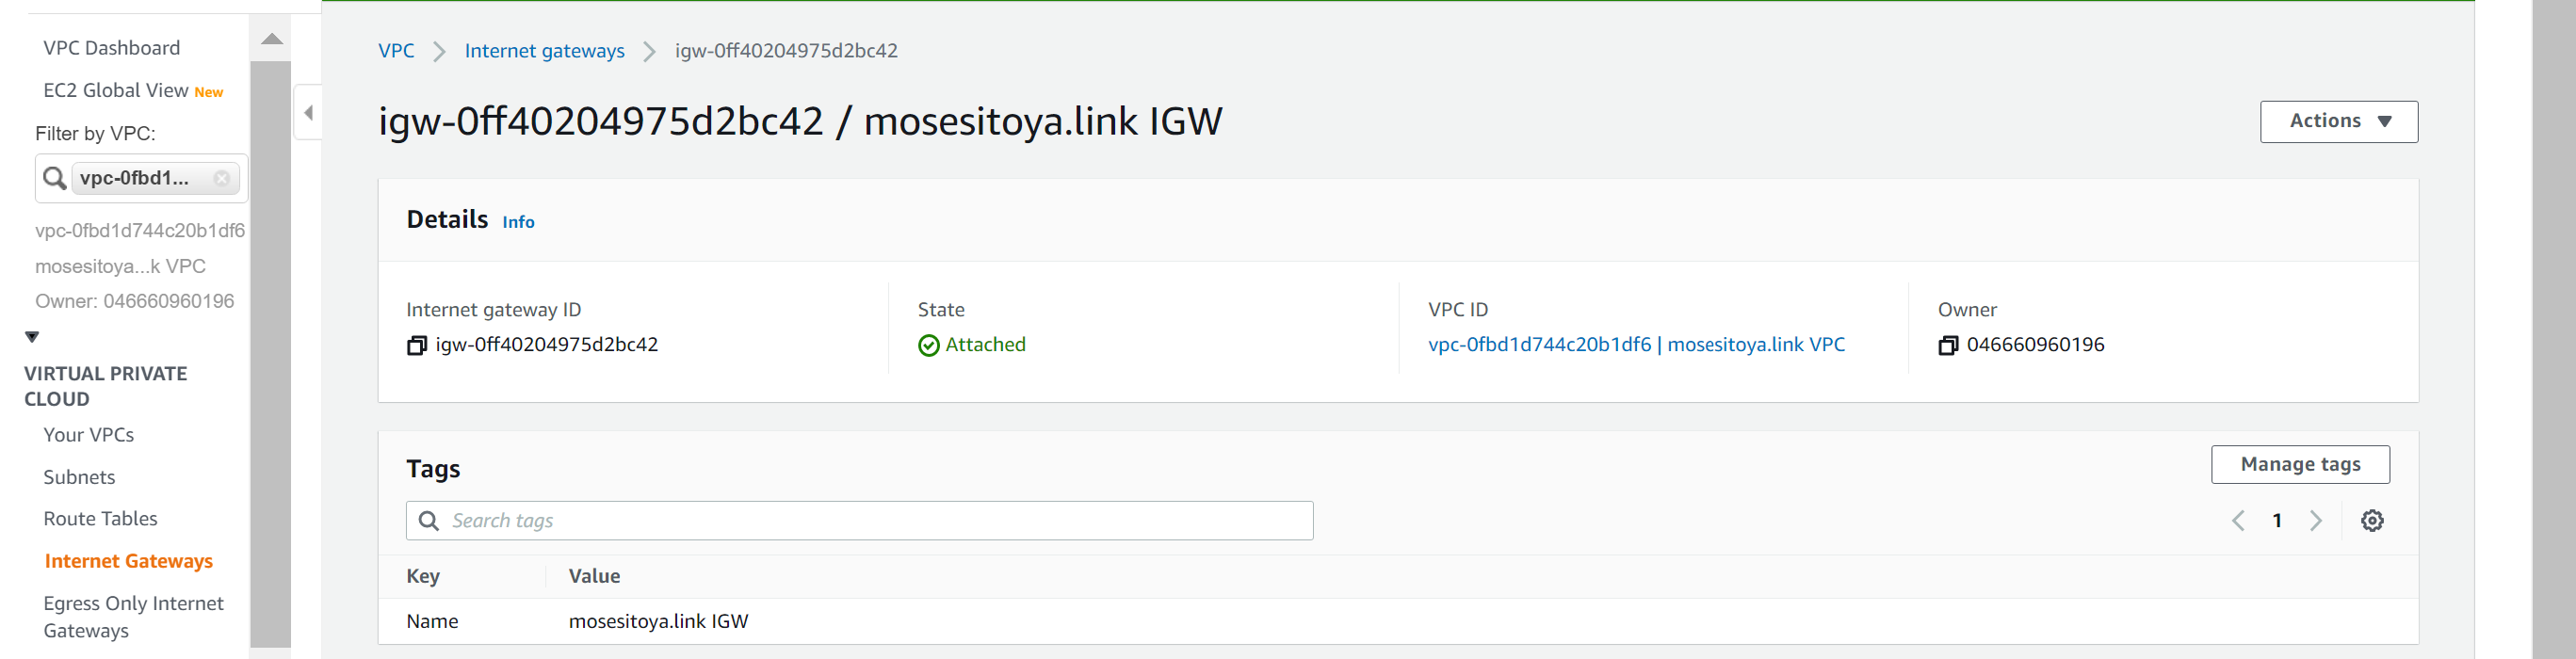 VPC Dashboard
EC2 Global View New
Filter by VPC:
vpc-0fbd1...
vpc-0fbd1d744c20b1df6
mosesitoya...k VPC
Owner: 046660960196
VIRTUAL PRIVATE
CLOUD
Your VPCs
Subnets
Route Tables
Internet Gateways
Egress Only Internet
Gateways
VPC
Internet gateways
igw-0ff40204975d2bc42
igw-0ff40204975d2bc42 / mosesitoya.link IGW
Actions
Details Info
Internet gateway ID
igw-0ff40204975d2bc42
State
Attached
VPC ID
vpc-0fbd1d744c20b1df6 | mosesitoya.link VPC
Owner
046660960196
Tags
Manage tags
Search tags
1
Key Value
Name mosesitoya.link IGW